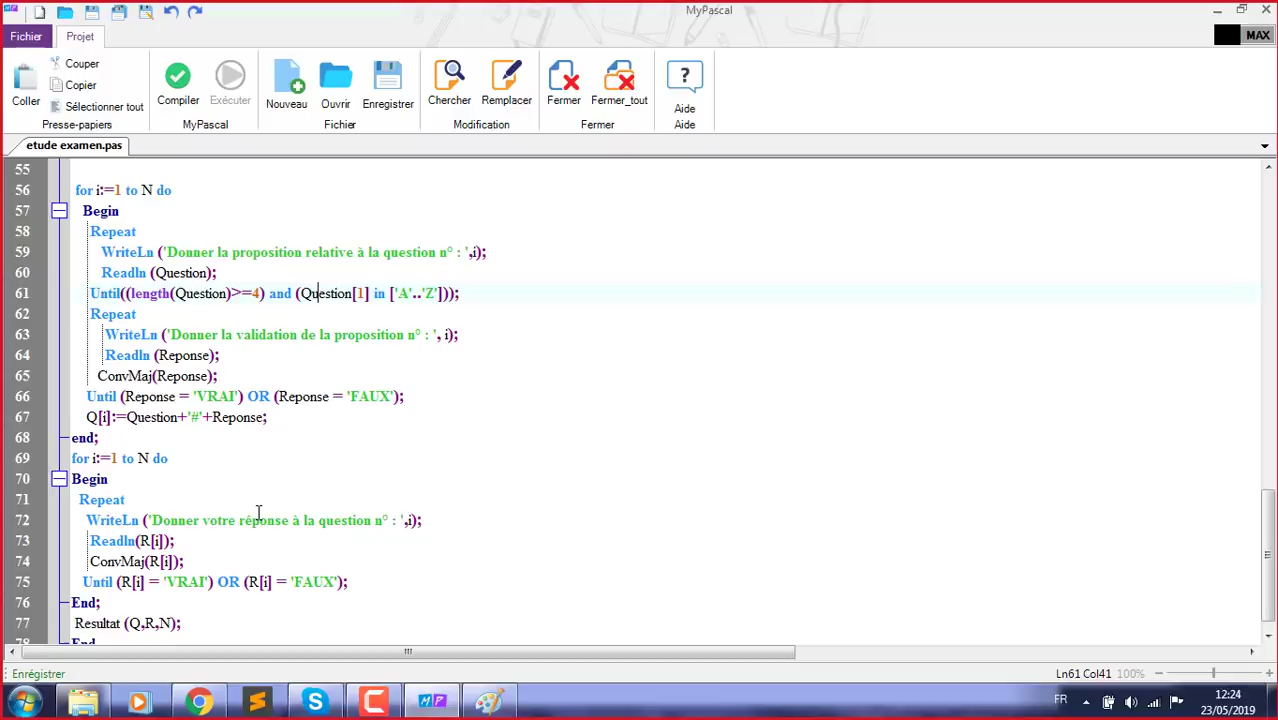 MyPascal
Fichier
Projet
MAX
Coller
Couper
Copier
Sélectionner tout
Presse-papiers
Compiler
Exécuter
MyPascal
Nouveau
Ouvrir
Enregistrer
Fichier
Chercher
Remplacer
Modification
Fermer
Fermer_tout
Fermer
?
Aide
Aide
etude examen.pas
55
56 for i:=1 to N do
57 Begin
58 Repeat
59 WriteLn ('Donner la proposition relative à la question n° : ',i);
60 Readln (Question);
61 Until((length(Question)>=4) and (Question[1] in ['A'..'Z']));
62 Repeat
63 WriteLn ('Donner la validation de la proposition n° : ', i);
64 Readln (Reponse);
65 ConvMaj(Reponse);
66 Until (Reponse = 'VRAI') OR (Reponse = 'FAUX');
67 Q[i]:=Question+'#'+Reponse;
68 end;
69 for i:=1 to N do
70 Begin
71 Repeat
72 WriteLn ('Donner votre réponse à la question n° : ',i);
73 Readln(R[i]);
74 ConvMaj(R[i]);
75 Until (R[i] = 'VRAI') OR (R[i] = 'FAUX');
76 End;
77 Resultat (Q,R,N);
78 End
Enrégistrer
Ln61 Col41 100%
FR
12:24
23/05/2019